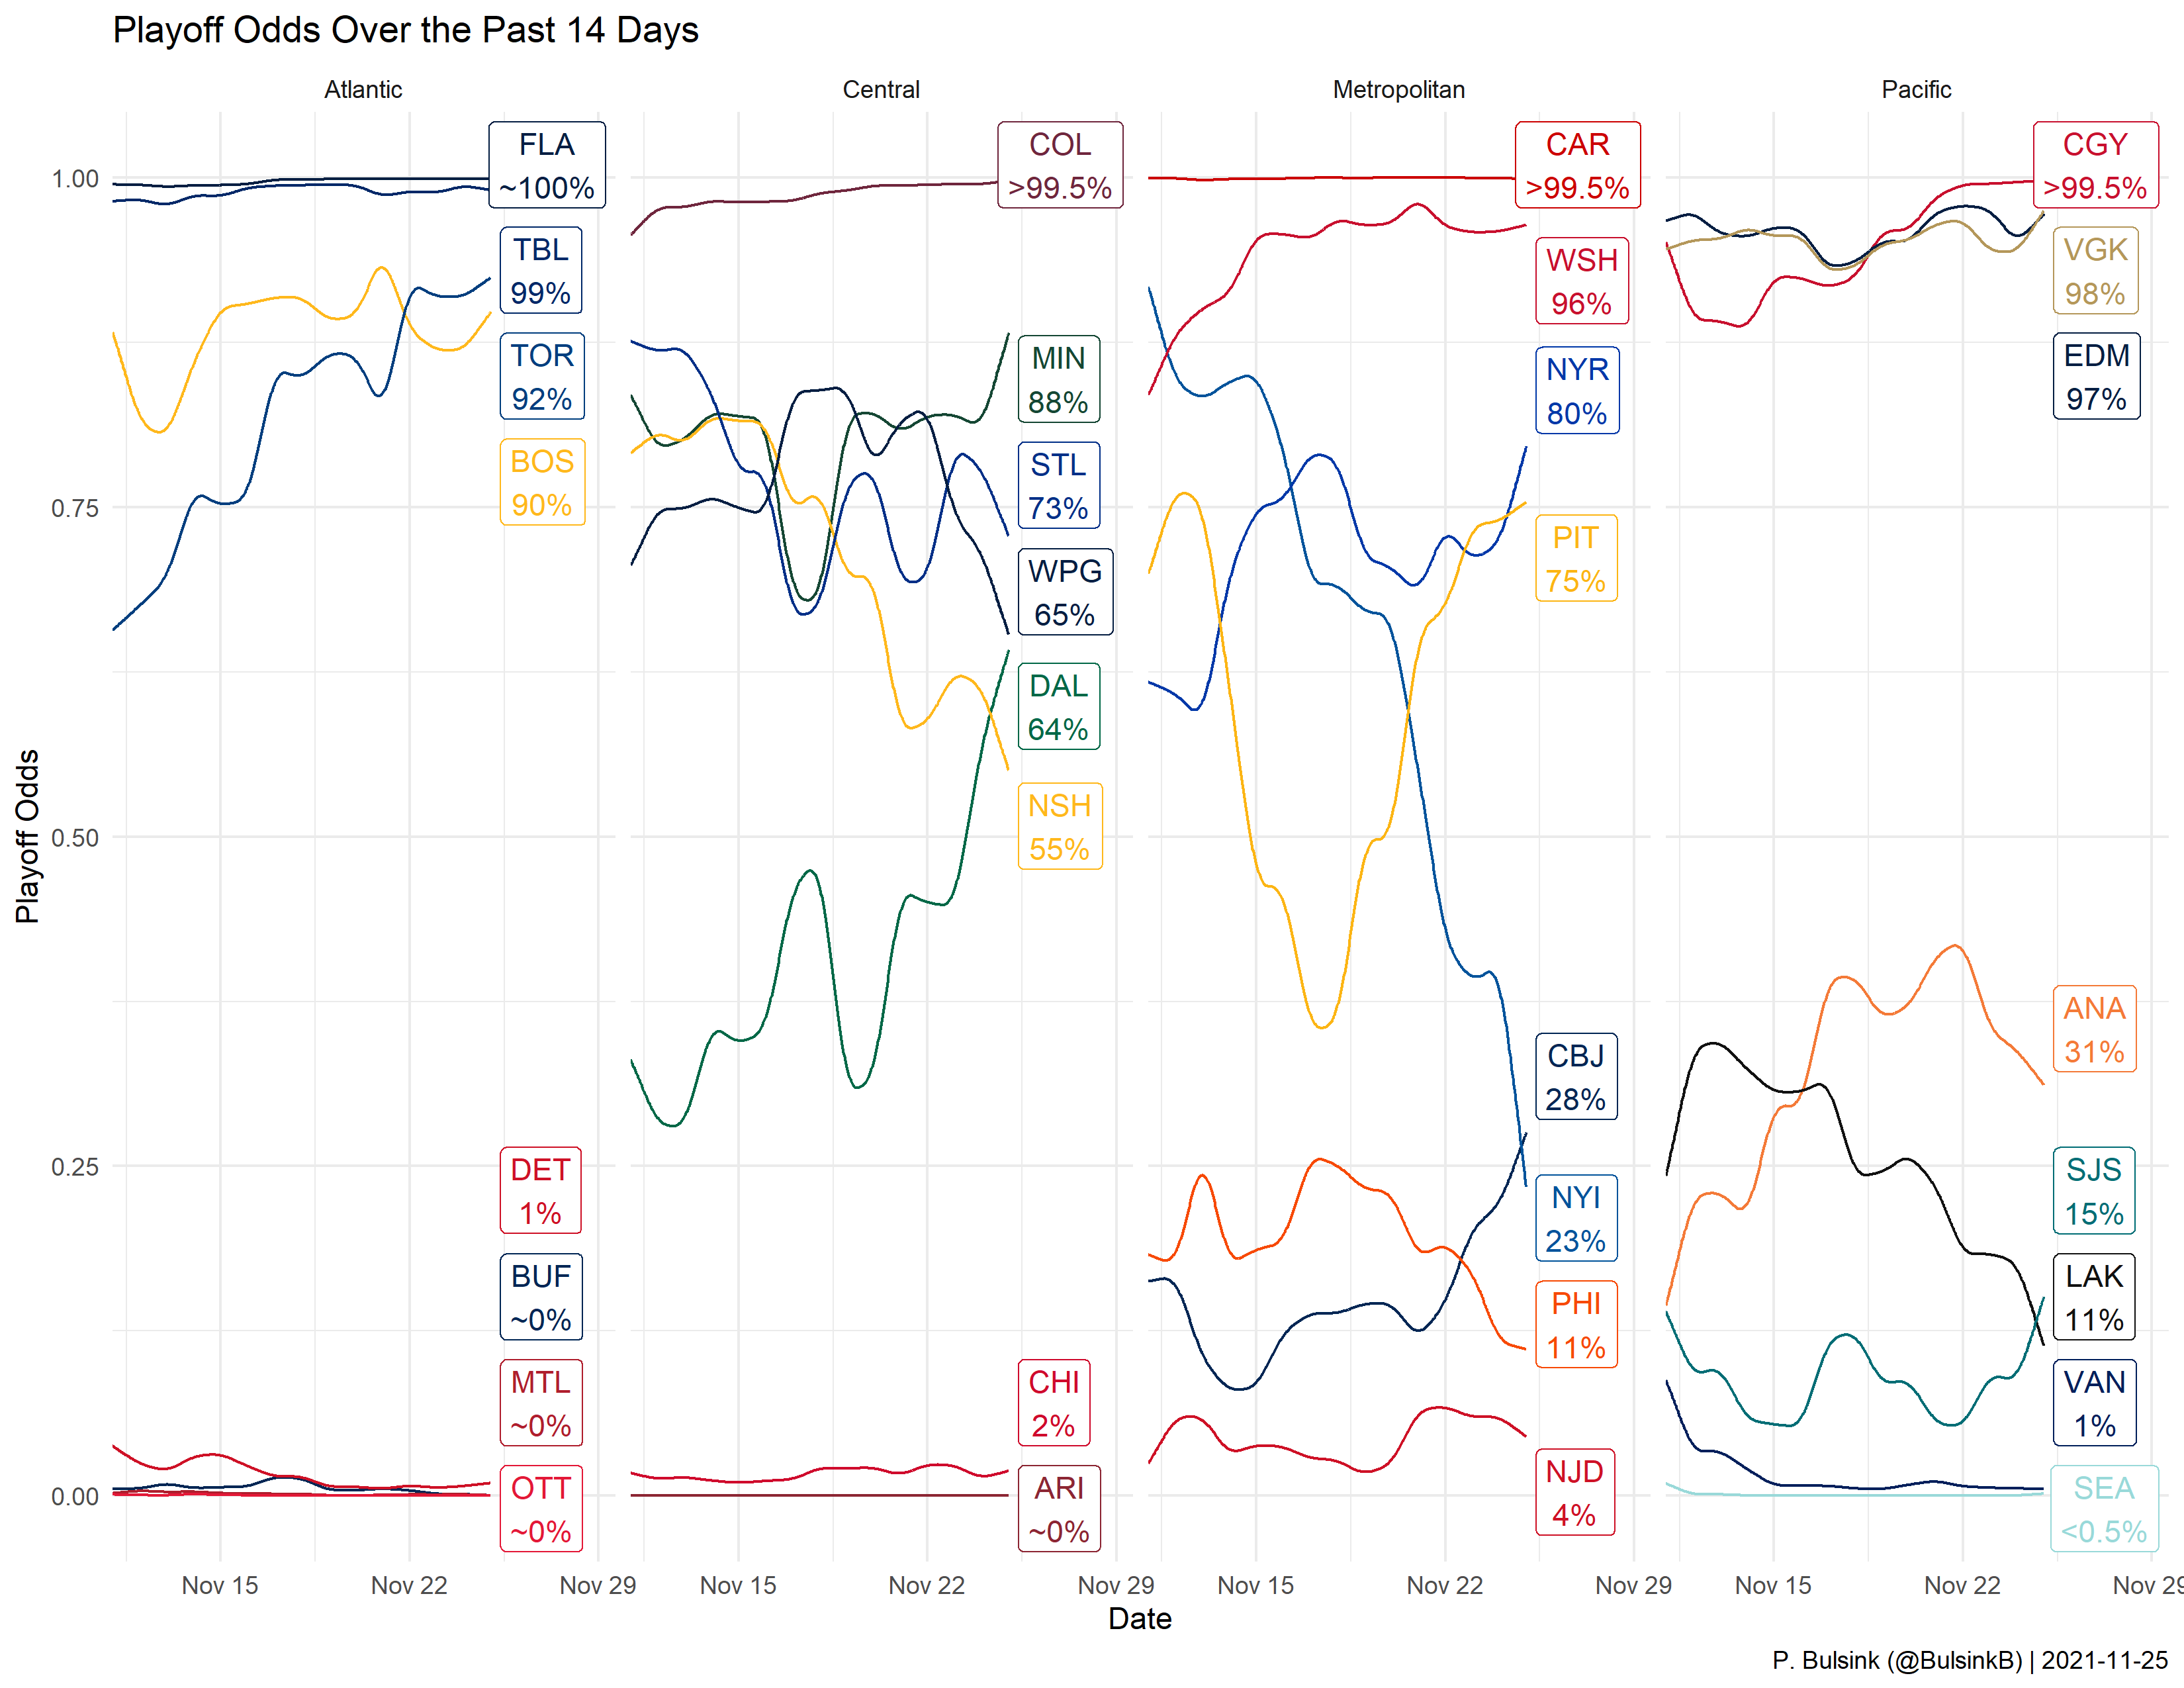 Playoff Odds Over the Past 14 Days
Atlantic
Central
Metropolitan
Pacific
Playoff Odds
1.00
0.75
0.50
0.25
0.00
FLA
~100%
TBL
99%
TOR
92%
BOS
90%
DET
1%
BUF
~0%
MTL
~0%
OTT
~0%
COL
>99.5%
MIN
88%
STL
73%
WPG
65%
DAL
64%
NSH
55%
CHI
2%
ARI
~0%
CAR
>99.5%
WSH
96%
NYR
80%
PIT
75%
CBJ
28%
NYI
23%
PHI
11%
NJD
4%
CGY
>99.5%
VGK
98%
EDM
97%
ANA
31%
SJS
15%
LAK
11%
VAN
1%
SEA
<0.5%
Nov 15
Nov 22
Nov 29
Nov 15
Nov 22
Nov 29
Nov 15
Nov 22
Nov 29
Nov 15
Nov 22
Nov 29
Date
P. Bulsink (@BulsinkB) | 2021-11-25